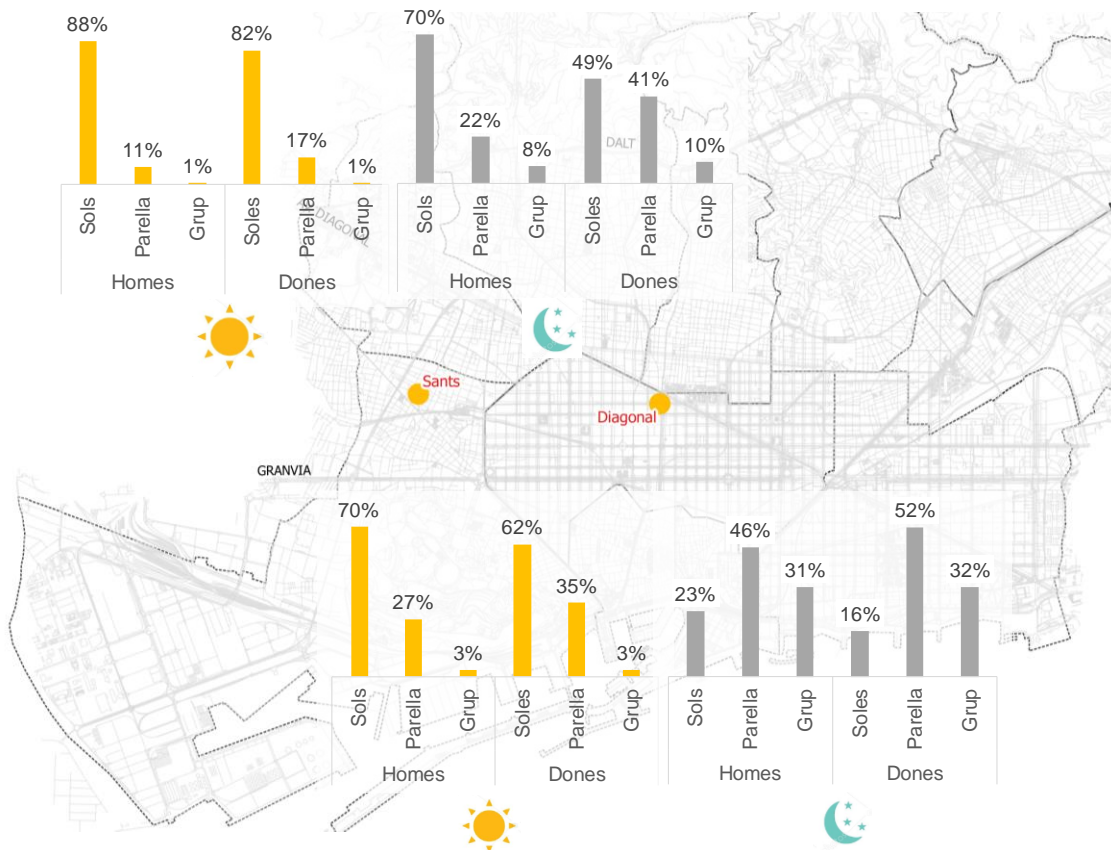 88%
82%
70%
49%
41%
22%
17%
11%
8%
10%
1%
1%
DALT
AV DIAGONAL
Sols
Parella
Grup
Soles
Parella
Grup
Sols
Parella
Grup
Soles
Parella
Grup
Homes
Dones
Homes
Dones
Sants
Diagonal
GRANVIA
70%
62%
46%
52%
27%
35%
23%
31%
16%
32%
3%
3%
Sols
Parella
Grup
Soles
Parella
Grup
Sols
Parella
Grup
Soles
Parella
Grup
Homes
Dones
Homes
Dones